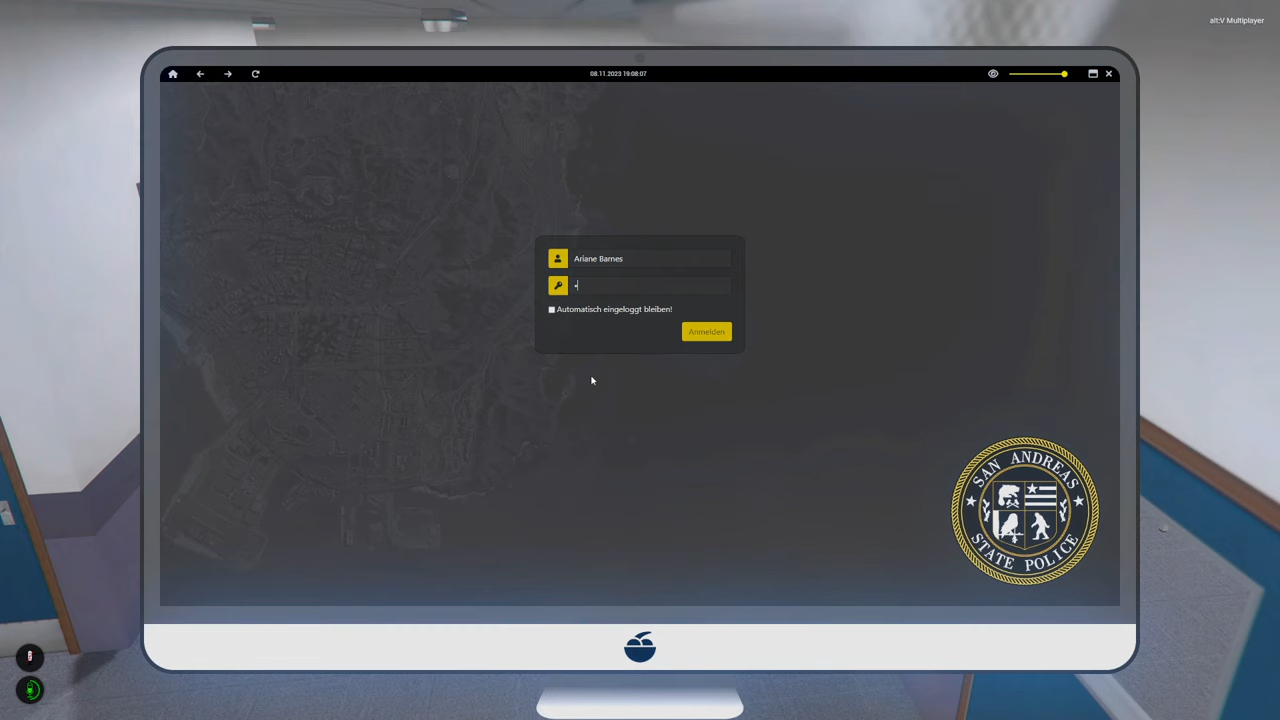 alt:V Multiplayer
08.11.2023 19:08:07
Ariane Barnes
Automatisch eingeloggt bleiben!
Anmelden
SAN ANDREAS
STATE POLICE